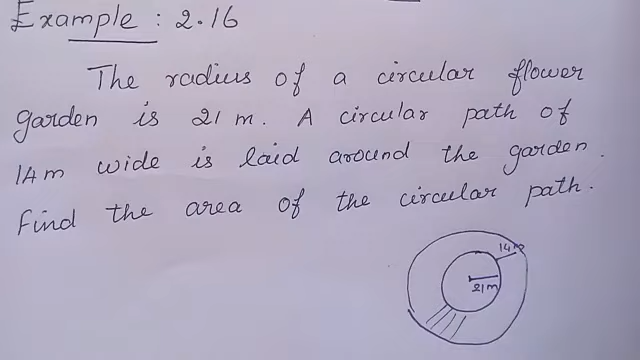 Example : 2.16
The radius of a circular flower
garden is 21 m. A circular path of
14m wide is laid around the garden.
Find the area of the circular path.
14m
21m